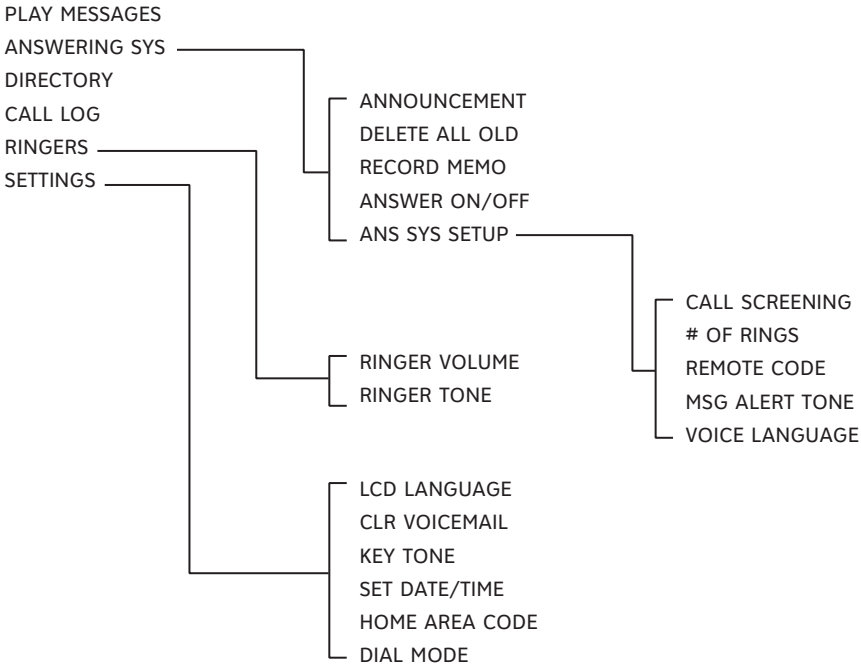 PLAY MESSAGES
ANSWERING SYS
DIRECTORY
CALL LOG
RINGERS
SETTINGS
ANNOUNCEMENT
DELETE ALL OLD
RECORD MEMO
ANSWER ON/OFF
ANS SYS SETUP
CALL SCREENING
# OF RINGS
REMOTE CODE
MSG ALERT TONE
VOICE LANGUAGE
RINGER VOLUME
RINGER TONE
LCD LANGUAGE
CLR VOICEMAIL
KEY TONE
SET DATE/TIME
HOME AREA CODE
DIAL MODE